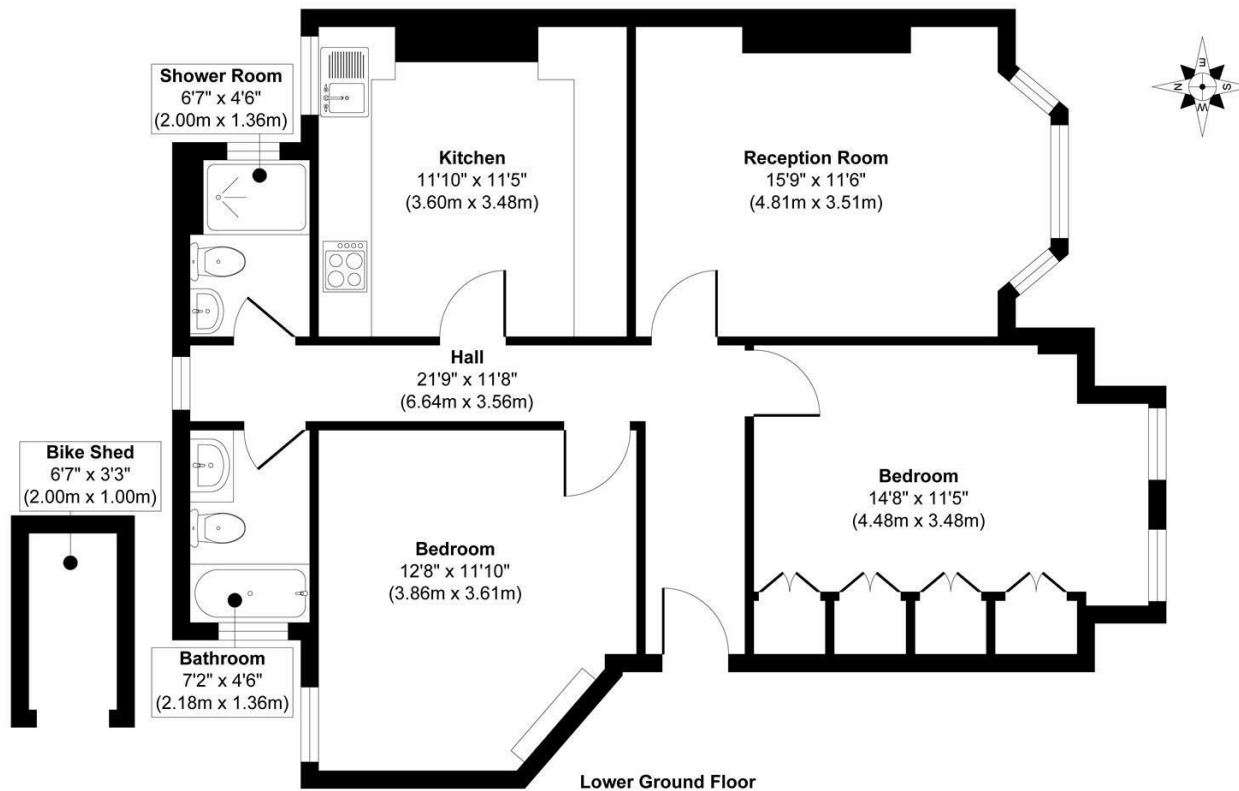 Shower Room
6'7" x 4'6"
(2.00m x 1.36m)
Kitchen
11'10" x 11'5"
(3.60m x 3.48m)
Reception Room
15'9" x 11'6"
(4.81m x 3.51m)
E
N
S
W
Hall
21'9" x 11'8"
(6.64m x 3.56m)
Bike Shed
6'7" x 3'3"
(2.00m x 1.00m)
Bedroom
14'8" x 11'5"
(4.48m x 3.48m)
Bedroom
12'8" x 11'10"
(3.86m x 3.61m)
Bathroom
7'2" x 4'6"
(2.18m x 1.36m)
Lower Ground Floor